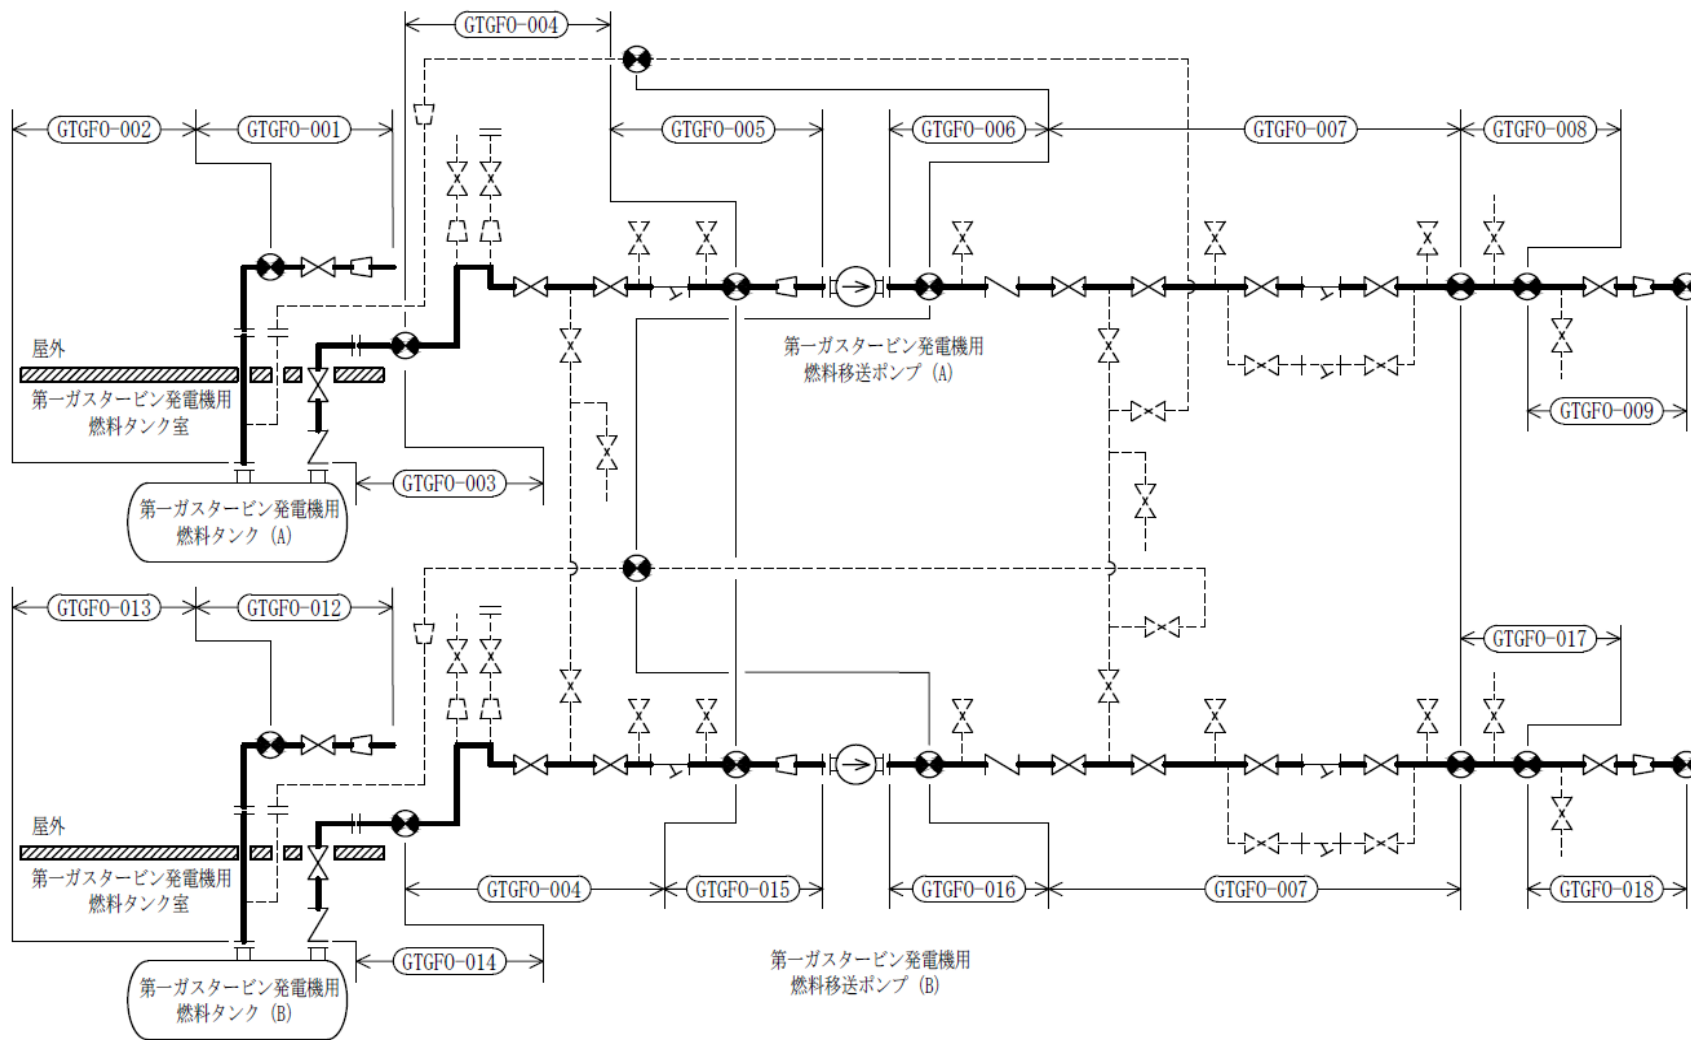 GTGFO-004
GTGFO-002
GTGFO-001
GTGFO-005
GTGFO-006
GTGFO-007
GTGFO-008
屋外
第一ガスタービン発電機用
燃料タンク室
第一ガスタービン発電機用
燃料移送ポンプ (A)
GTGFO-009
GTGFO-003
第一ガスタービン発電機用
燃料タンク (A)
GTGFO-013
GTGFO-012
GTGFO-017
屋外
第一ガスタービン発電機用
燃料タンク室
GTGFO-004
GTGFO-015
GTGFO-016
GTGFO-007
GTGFO-018
GTGFO-014
第一ガスタービン発電機用
燃料タンク (B)
第一ガスタービン発電機用
燃料移送ポンプ (B)